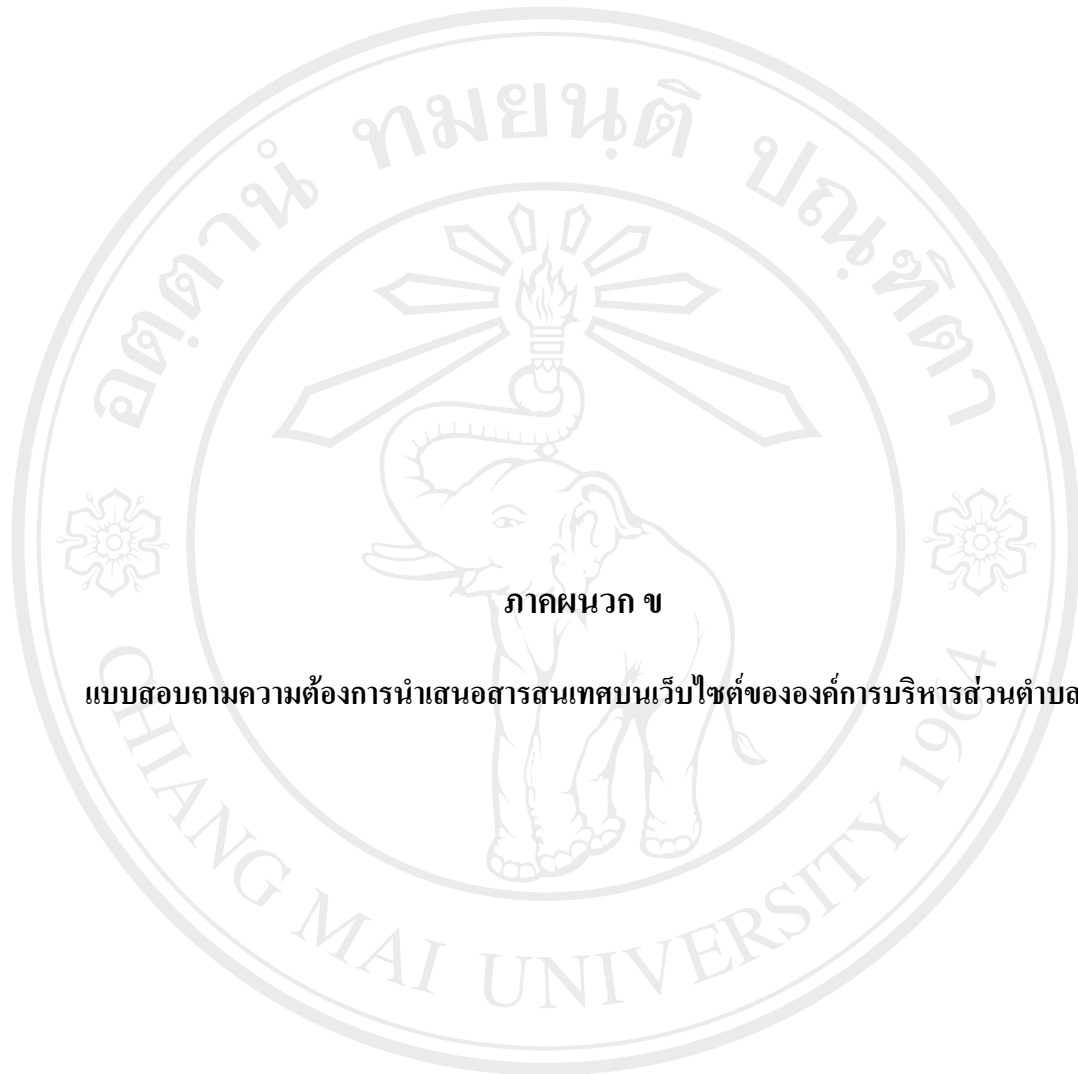 อตฺตานํ ทมยนฺติ ปณฺฑิตา
ภาคผนวก ข
แบบสอบถามความต้องการนำเสนอสารสนเทศบนเว็บไซต์ขององค์การบริหารส่วนตำบล
CHIANG MAI UNIVERSITY 1964